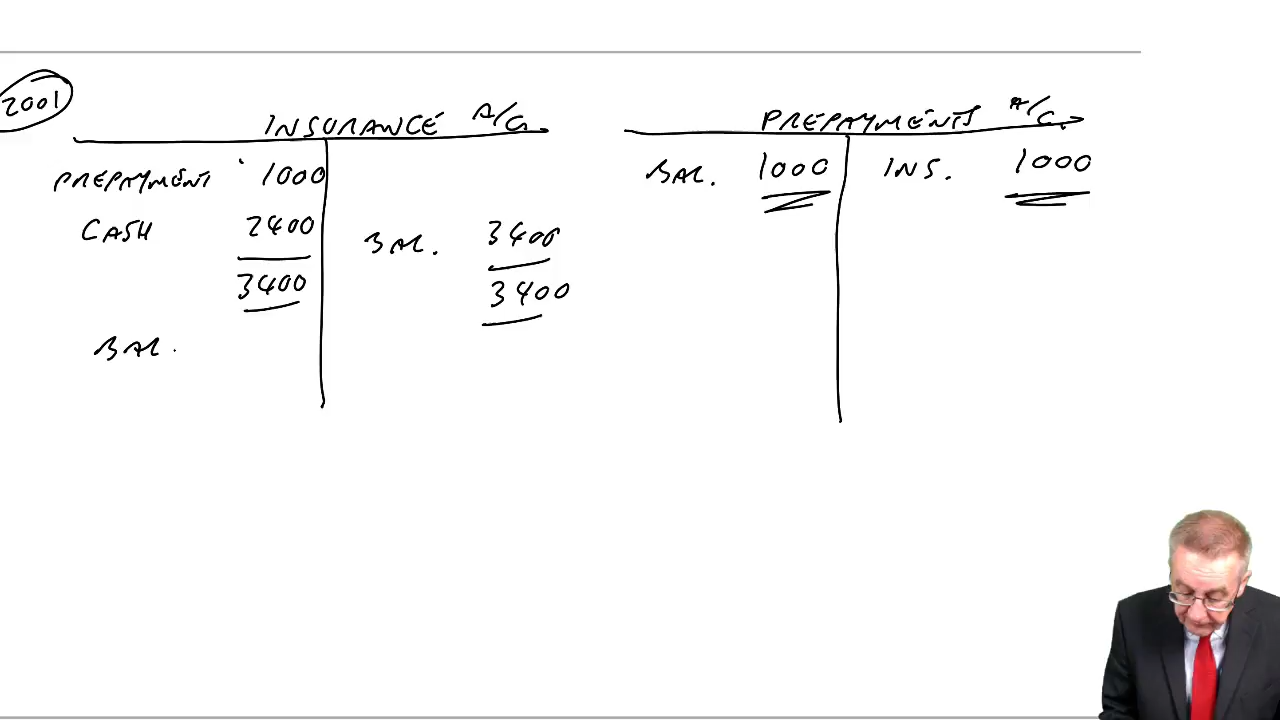 2001
INSURANCE A/C.
PREPAYMENT 1000
CASH 2400
BAL. 3400
3400
3400
BAL.
PREPAYMENTS A/C.
BAL. 1000
INS. 1000